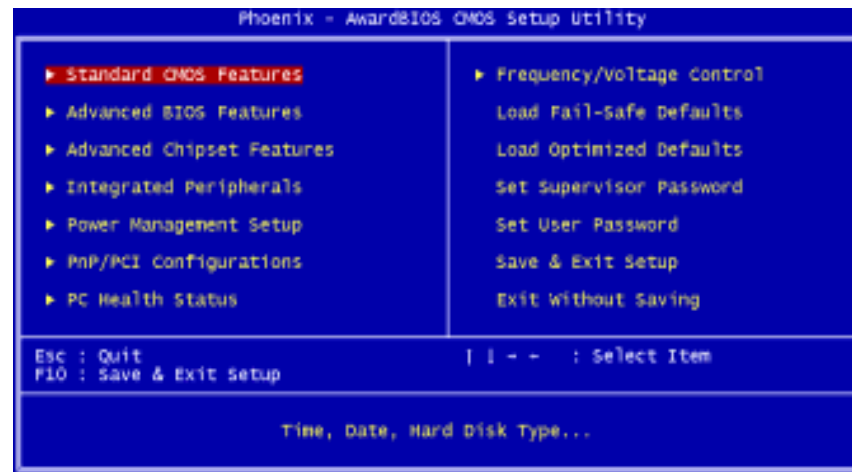 Phoenix - AwardBIOS CMOS Setup Utility
▶ Standard CMOS Features
▶ Advanced BIOS Features
▶ Advanced Chipset Features
▶ Integrated Peripherals
▶ Power Management Setup
▶ PnP/PCI Configurations
▶ PC Health Status
▶ Frequency/Voltage Control
Load Fail-Safe Defaults
Load Optimized Defaults
Set Supervisor Password
Set User Password
Save & Exit Setup
Exit Without Saving
Esc : Quit
F10 : Save & Exit Setup
↑ ↓ → ← : Select Item
Time, Date, Hard Disk Type...